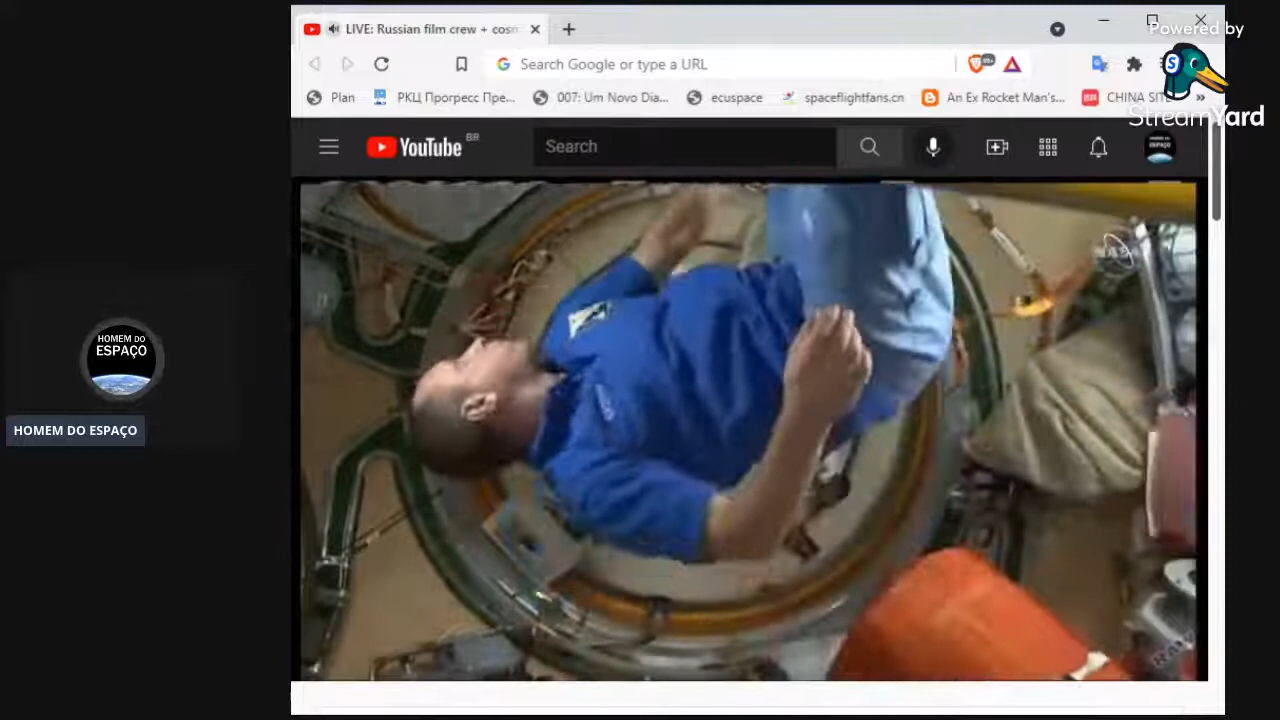 LIVE: Russian film crew + cosn
Powered by
StreamYard
Search Google or type a URL
Plan
РКЦ Прогресс Пре...
007: Um Novo Dia...
ecuspace
spaceflightfans.cn
An Ex Rocket Man's...
CHINA SITE
YouTube BR
Search
NASA
HOMEM DO
ESPAÇO
HOMEM DO ESPAÇO